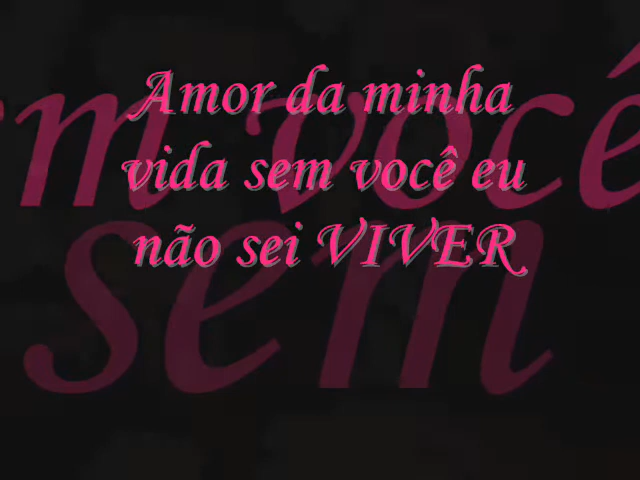 Amor da minha
vida sem você eu
não sei VIVER
m você
sem